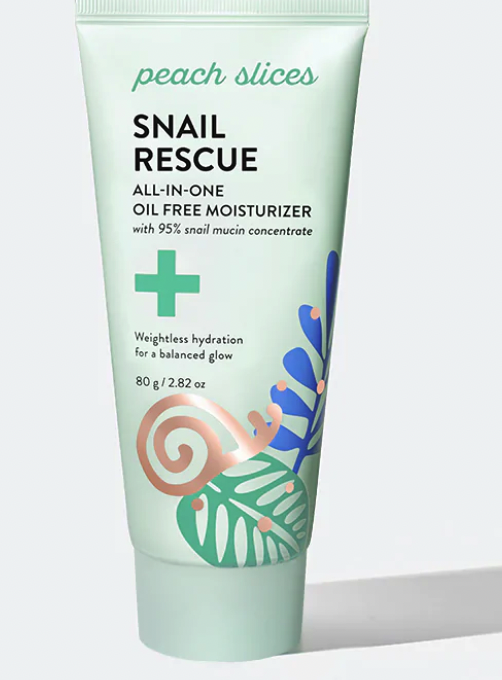 peach slices
SNAIL
RESCUE
ALL-IN-ONE
OIL FREE MOISTURIZER
with 95% snail mucin concentrate
Weightless hydration
for a balanced glow
80 g / 2.82 oz